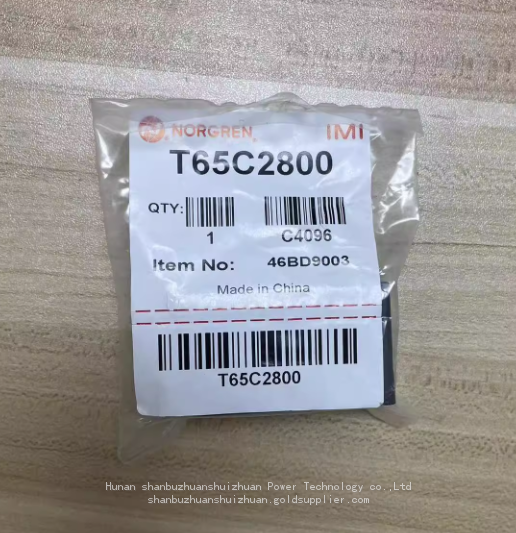 NORGREN. IMI
T65C2800
QTY:
1 C4096
Item No: 46BD9003
Made in China
T65C2800
Hunan shanbuzhuanshuizhuan Power Technology co.,Ltd
shanbuzhuanshuizhuan.goldsupplier.com